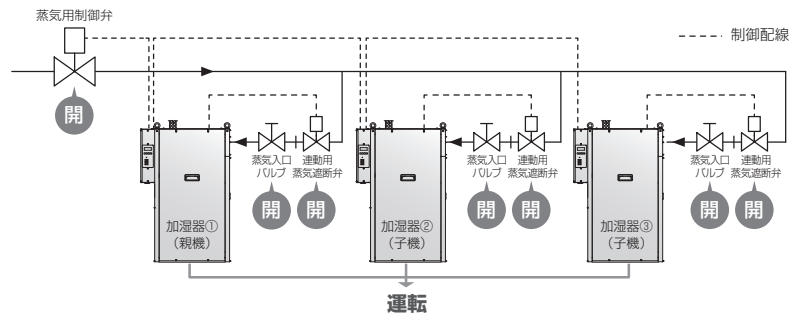 蒸気用制御弁
制御配線
開
蒸気入口
バルブ
連動用
蒸気遮断弁
開
開
加湿器①
（親機）
蒸気入口
バルブ
連動用
蒸気遮断弁
開
開
加湿器②
（子機）
蒸気入口
バルブ
連動用
蒸気遮断弁
開
開
加湿器③
（子機）
運転